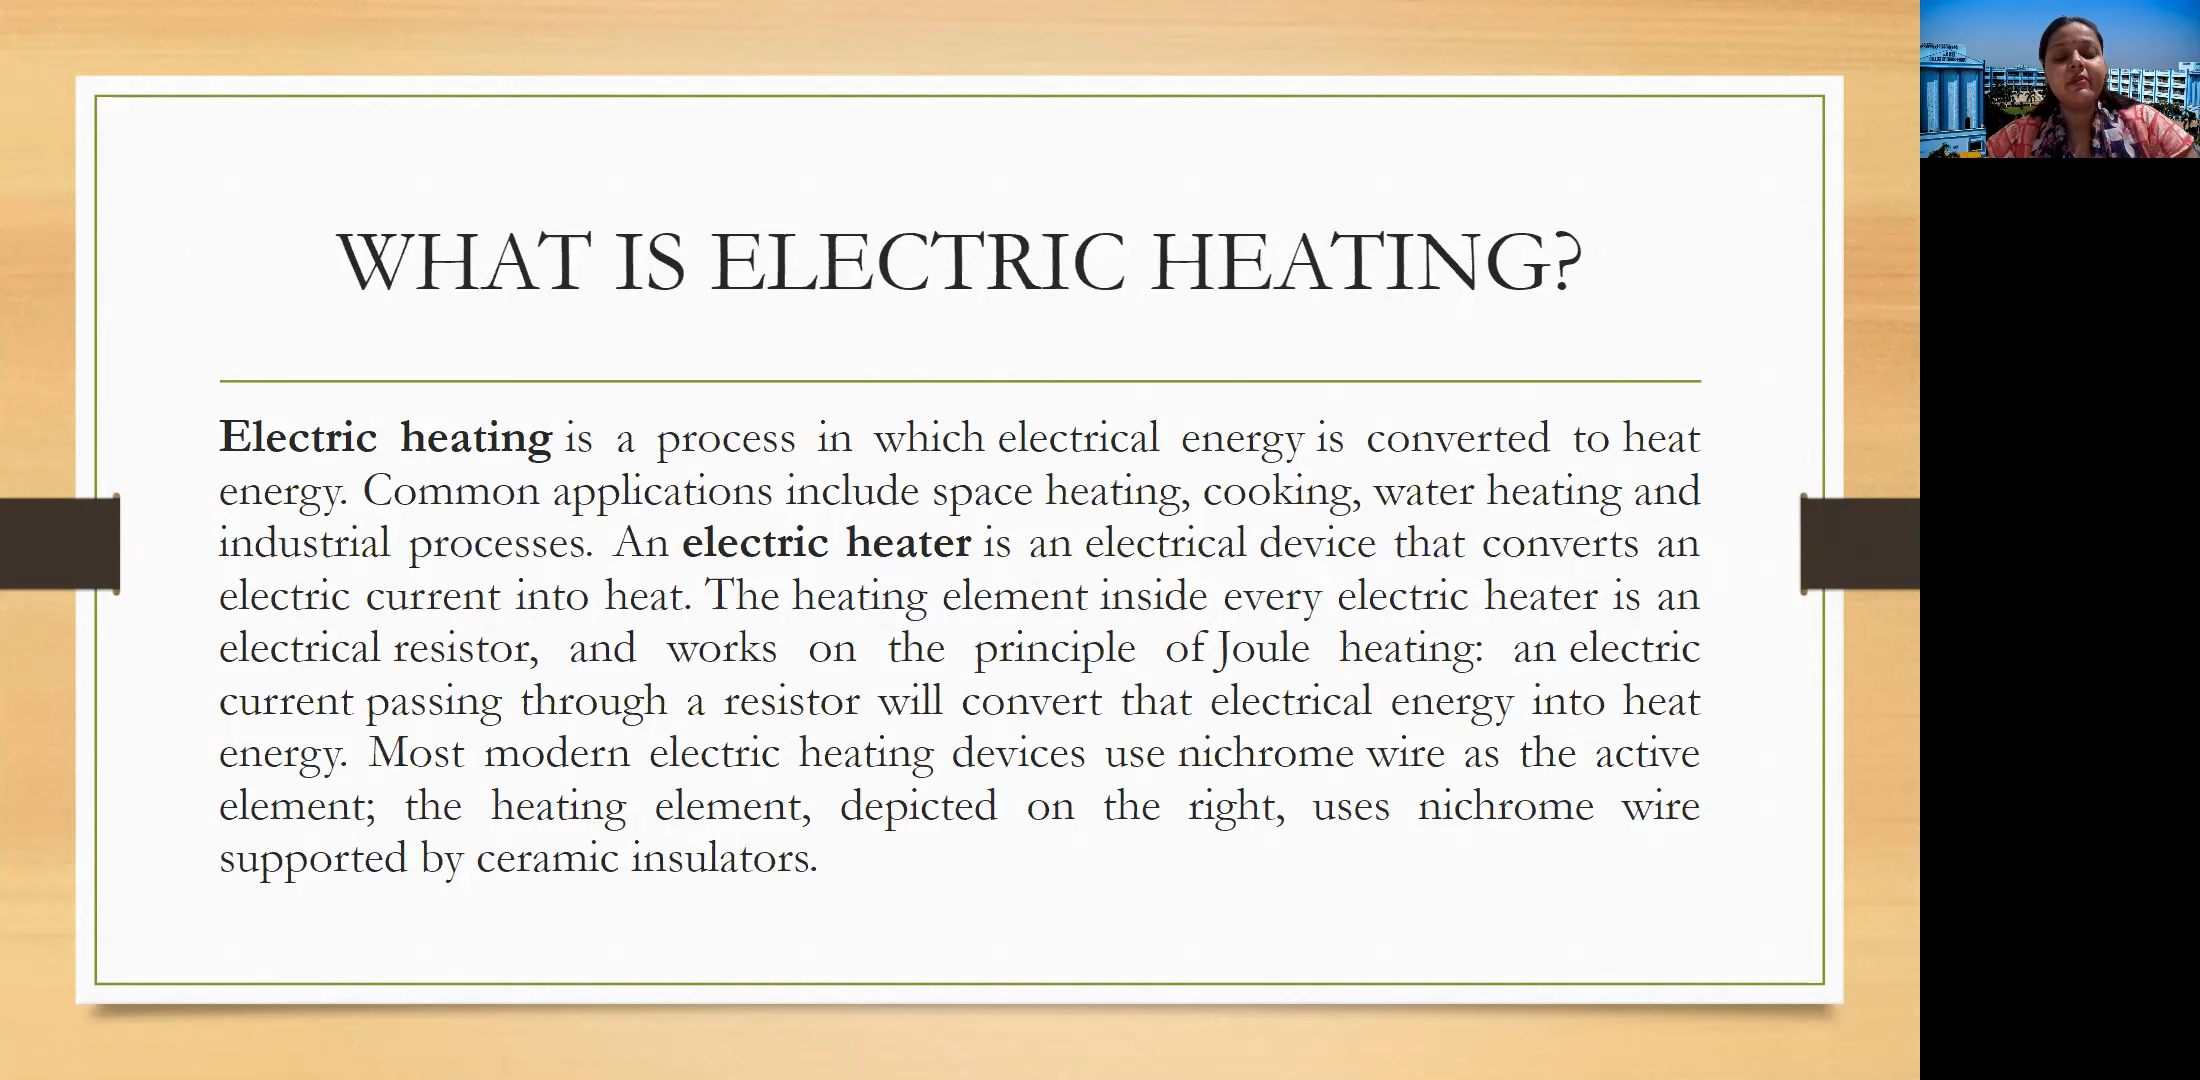 WHAT IS ELECTRIC HEATING?
Electric heating is a process in which electrical energy is converted to heat
energy. Common applications include space heating, cooking, water heating and
industrial processes. An electric heater is an electrical device that converts an
electric current into heat. The heating element inside every electric heater is an
electrical resistor, and works on the principle of Joule heating: an electric
current passing through a resistor will convert that electrical energy into heat
energy. Most modern electric heating devices use nichrome wire as the active
element; the heating element, depicted on the right, uses nichrome wire
supported by ceramic insulators.